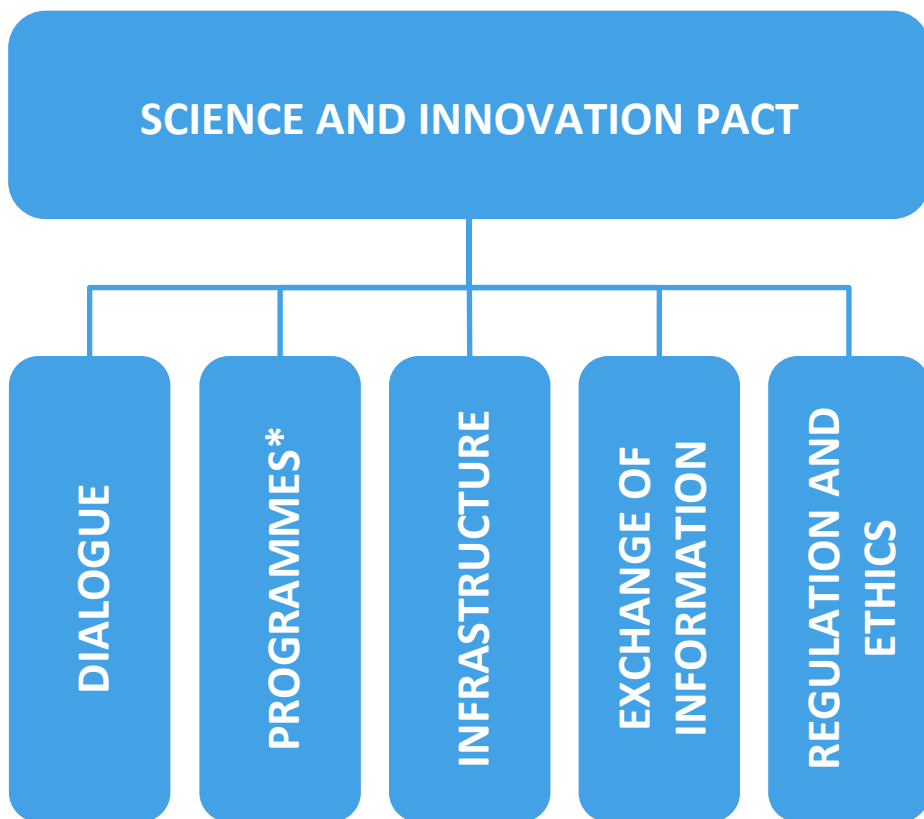 SCIENCE AND INNOVATION PACT
DIALOGUE
PROGRAMMES*
INFRASTRUCTURE
EXCHANGE OF
INFORMATION
REGULATION AND
ETHICS